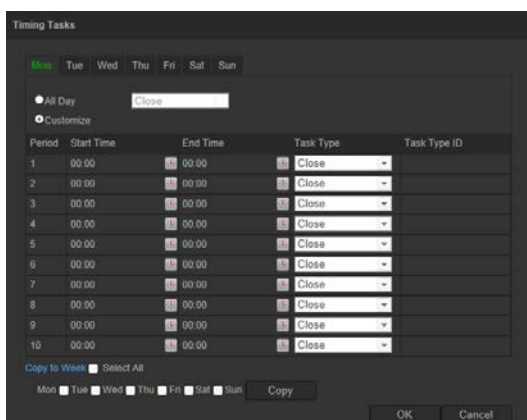 Timing Tasks
Mon Tue Wed Thu Fri Sat Sun
All Day Close
Customize
Period Start Time End Time Task Type Task Type ID
1 00:00 00:00 Close
2 00:00 00:00 Close
3 00:00 00:00 Close
4 00:00 00:00 Close
5 00:00 00:00 Close
6 00:00 00:00 Close
7 00:00 00:00 Close
8 00:00 00:00 Close
9 00:00 00:00 Close
10 00:00 00:00 Close
Copy to Week Select All
Mon Tue Wed Thu Fri Sat Sun Copy
OK Cancel